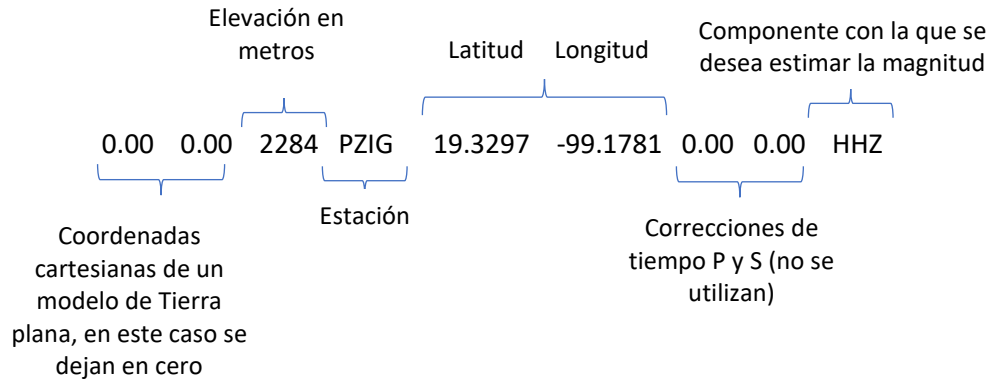 Elevación en
metros
Latitud Longitud
Componente con la que se
desea estimar la magnitud
0.00 0.00 2284 PZIG 19.3297 -99.1781 0.00 0.00 HHZ
Coordenadas
cartesianas de un
modelo de Tierra
plana, en este caso se
dejan en cero
Estación
Correcciones de
tiempo P y S (no se
utilizan)